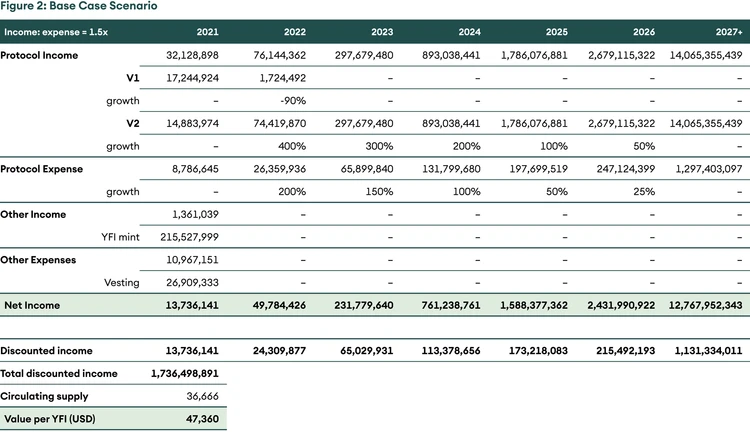 Figure 2: Base Case Scenario
Income: expense = 1.5x 2021 2022 2023 2024 2025 2026 2027+
Protocol Income 32,128,898 76,144,362 297,679,480 893,038,441 1,786,076,881 2,679,115,322 14,065,355,439
V1 17,244,924 1,724,492 – – – – –
growth – -90%
V2 14,883,974 74,419,870 297,679,480 893,038,441 1,786,076,881 2,679,115,322 14,065,355,439
growth – 400% 300% 200% 100% 50% –
Protocol Expense 8,786,645 26,359,936 65,899,840 131,799,680 197,699,519 247,124,399 1,297,403,097
growth – 200% 150% 100% 50% 25% –
Other Income 1,361,039 – – – – – –
YFI mint 215,527,999 – – – – – –
Other Expenses 10,967,151 – – – – – –
Vesting 26,909,333 – – – – – –
Net Income 13,736,141 49,784,426 231,779,640 761,238,761 1,588,377,362 2,431,990,922 12,767,952,343
Discounted income 13,736,141 24,309,877 65,029,931 113,378,656 173,218,083 215,492,193 1,131,334,011
Total discounted income 1,736,498,891
Circulating supply 36,666
Value per YFI (USD) 47,360